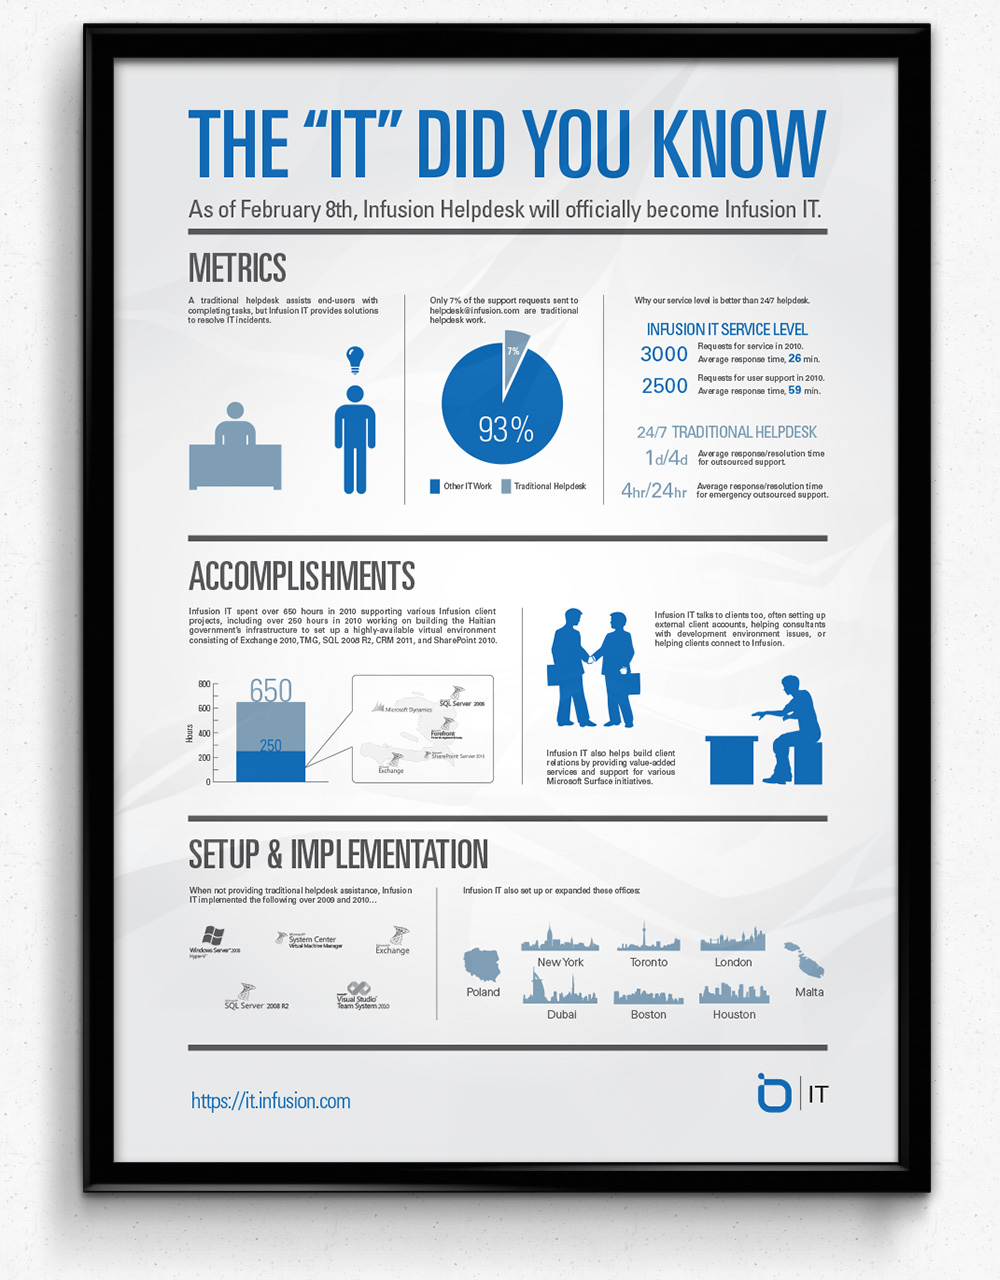 THE “IT” DID YOU KNOW
As of February 8th, Infusion Helpdesk will officially become Infusion IT.
METRICS
A traditional helpdesk assists end-users with
completing tasks, but Infusion IT provides solutions
to resolve IT incidents.
Only 7% of the support requests sent to
helpdesk@infusion.com are traditional
helpdesk work.
7%
93%
Other IT Work
Traditional Helpdesk
Why our service level is better than 24/7 helpdesk.
INFUSION IT SERVICE LEVEL
3000
Requests for service in 2010.
Average response time, 26 min.
2500
Requests for user support in 2010.
Average response time, 59 min.
24/7 TRADITIONAL HELPDESK
1d/4d
Average response/resolution time
for outsourced support.
4hr/24hr
Average response/resolution time
for emergency outsourced support.
ACCOMPLISHMENTS
Infusion IT spent over 650 hours in 2010 supporting various Infusion client
projects, including over 250 hours in 2010 working on building the Haitian
government's infrastructure to set up a highly-available virtual environment
consisting of Exchange 2010, TMG, SQL 2008 R2, CRM 2011, and SharePoint 2010.
Hours
800
600
400
200
0
650
250
Microsoft Dynamics
SQL Server 2008
Forefront
SharePoint Server 2010
Exchange
Infusion IT talks to clients too, often setting up
external client accounts, helping consultants
with development environment issues, or
helping clients connect to Infusion.
Infusion IT also helps build client
relations by providing value-added
services and support for various
Microsoft Surface initiatives.
SETUP & IMPLEMENTATION
When not providing traditional helpdesk assistance, Infusion
IT implemented the following over 2009 and 2010...
Windows Server 2008
Hyper-V
Microsoft
System Center
Virtual Machine Manager
Exchange
SQL Server 2008 R2
Visual Studio
Team System 2010
Infusion IT also set up or expanded these offices:
Poland
New York
Toronto
London
Malta
Dubai
Boston
Houston
https://it.infusion.com
IT